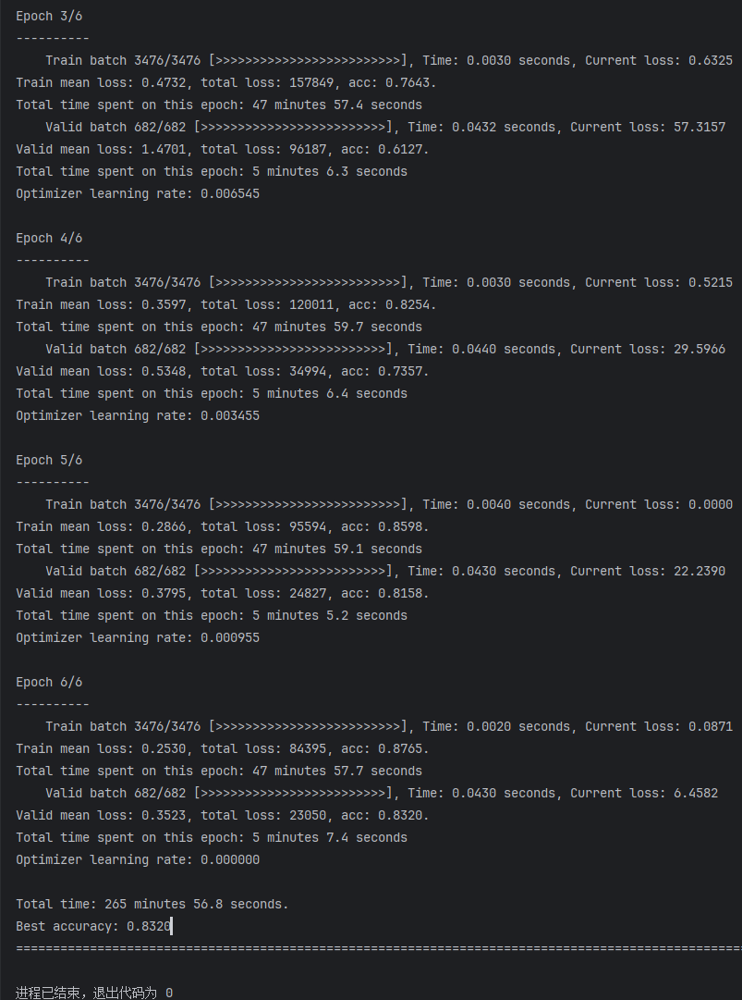 Epoch 3/6
----------
Train batch 3476/3476 [>>>>>>>>>>>>>>>>>>>>>>>>>], Time: 0.0030 seconds, Current loss: 0.6325
Train mean loss: 0.4732, total loss: 157849, acc: 0.7643.
Total time spent on this epoch: 47 minutes 57.4 seconds
Valid batch 682/682 [>>>>>>>>>>>>>>>>>>>>>>>>>], Time: 0.0432 seconds, Current loss: 57.3157
Valid mean loss: 1.4701, total loss: 96187, acc: 0.6127.
Total time spent on this epoch: 5 minutes 6.3 seconds
Optimizer learning rate: 0.006545
Epoch 4/6
----------
Train batch 3476/3476 [>>>>>>>>>>>>>>>>>>>>>>>>>], Time: 0.0030 seconds, Current loss: 0.5215
Train mean loss: 0.3597, total loss: 120011, acc: 0.8254.
Total time spent on this epoch: 47 minutes 59.7 seconds
Valid batch 682/682 [>>>>>>>>>>>>>>>>>>>>>>>>>], Time: 0.0440 seconds, Current loss: 29.5966
Valid mean loss: 0.5348, total loss: 34994, acc: 0.7357.
Total time spent on this epoch: 5 minutes 6.4 seconds
Optimizer learning rate: 0.003455
Epoch 5/6
----------
Train batch 3476/3476 [>>>>>>>>>>>>>>>>>>>>>>>>>], Time: 0.0040 seconds, Current loss: 0.0000
Train mean loss: 0.2866, total loss: 95594, acc: 0.8598.
Total time spent on this epoch: 47 minutes 59.1 seconds
Valid batch 682/682 [>>>>>>>>>>>>>>>>>>>>>>>>>], Time: 0.0430 seconds, Current loss: 22.2390
Valid mean loss: 0.3795, total loss: 24827, acc: 0.8158.
Total time spent on this epoch: 5 minutes 5.2 seconds
Optimizer learning rate: 0.000955
Epoch 6/6
----------
Train batch 3476/3476 [>>>>>>>>>>>>>>>>>>>>>>>>>], Time: 0.0020 seconds, Current loss: 0.0871
Train mean loss: 0.2530, total loss: 84395, acc: 0.8765.
Total time spent on this epoch: 47 minutes 57.7 seconds
Valid batch 682/682 [>>>>>>>>>>>>>>>>>>>>>>>>>], Time: 0.0430 seconds, Current loss: 6.4582
Valid mean loss: 0.3523, total loss: 23050, acc: 0.8320.
Total time spent on this epoch: 5 minutes 7.4 seconds
Optimizer learning rate: 0.000000
Total time: 265 minutes 56.8 seconds.
Best accuracy: 0.8320
==================================================================================================
进程已结束，退出代码为 0